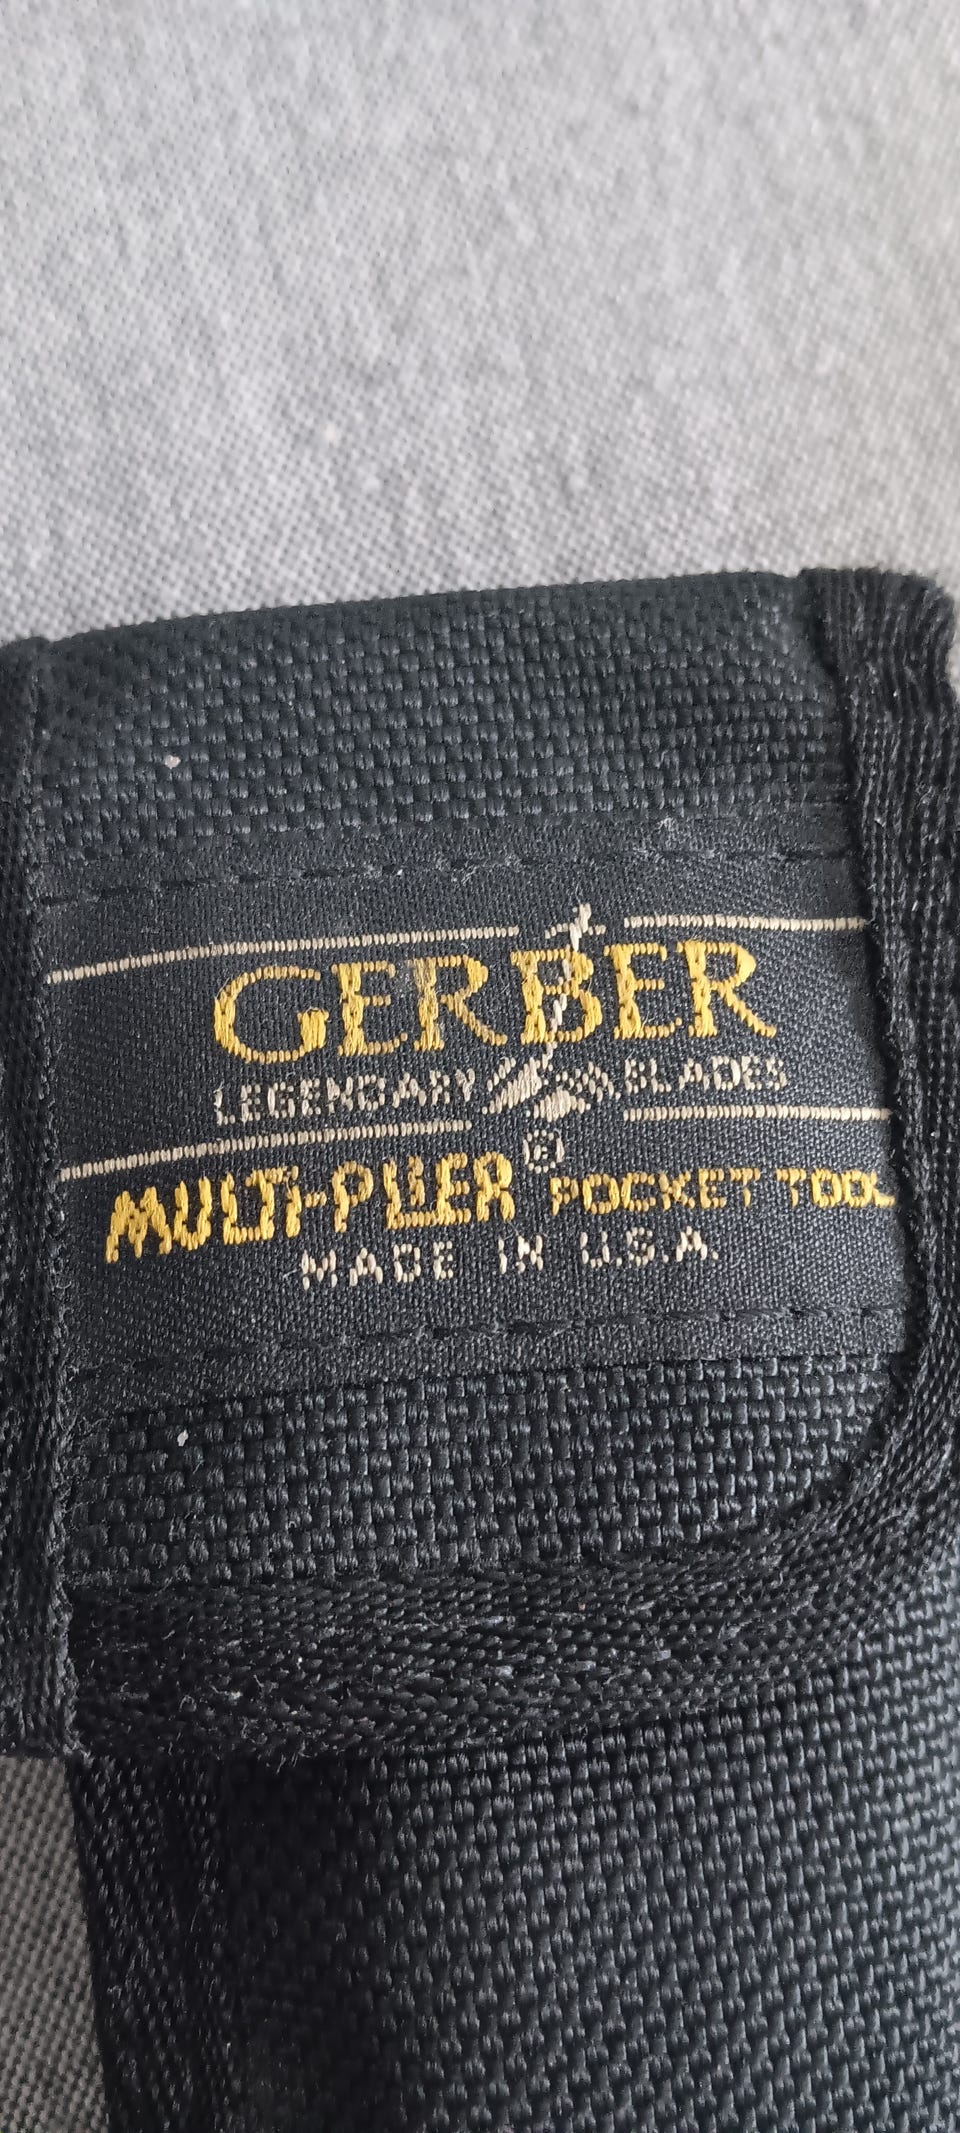 GERBER
LEGENDARY BLADES
MULTI-PLIER® POCKET TOOL
MADE IN U.S.A.